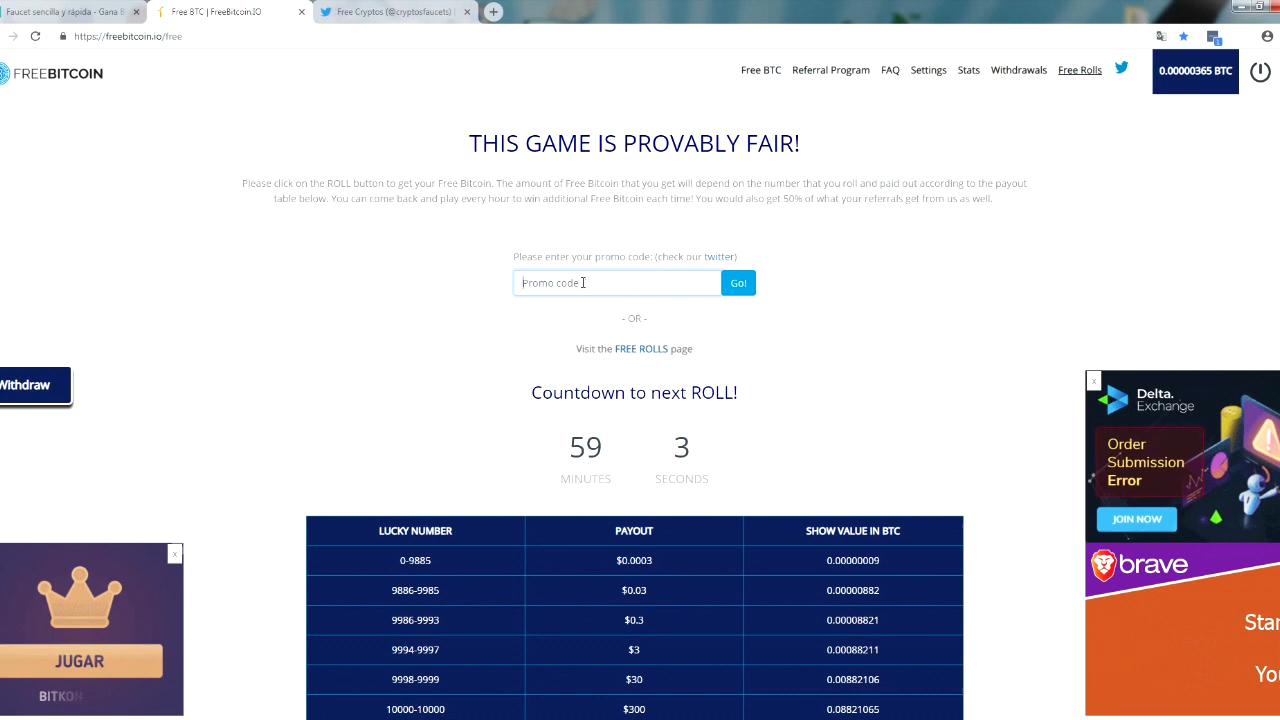 Faucet sencilla y rápida - Gana B
Free BTC | FreeBitcoin.IO
Free Cryptos (@cryptosfaucets) |
https://freebitcoin.io/free
FREEBITCOIN
Free BTC
Referral Program
FAQ
Settings
Stats
Withdrawals
Free Rolls
0.00000365 BTC
THIS GAME IS PROVABLY FAIR!
Please click on the ROLL button to get your Free Bitcoin. The amount of Free Bitcoin that you get will depend on the number that you roll and paid out according to the payout
table below. You can come back and play every hour to win additional Free Bitcoin each time! You would also get 50% of what your referrals get from us as well.
Please enter your promo code: (check our twitter)
Promo code
Go!
- OR -
Visit the FREE ROLLS page
Withdraw
Countdown to next ROLL!
59 3
MINUTES SECONDS
LUCKY NUMBER PAYOUT SHOW VALUE IN BTC
0-9885 $0.0003 0.00000009
9886-9985 $0.03 0.00000882
9986-9993 $0.3 0.00008821
9994-9997 $3 0.00088211
9998-9999 $30 0.00882106
10000-10000 $300 0.08821065
x
JUGAR
BITKON
x
Delta.
Exchange
Order
Submission
Error
JOIN NOW
brave
Star
You